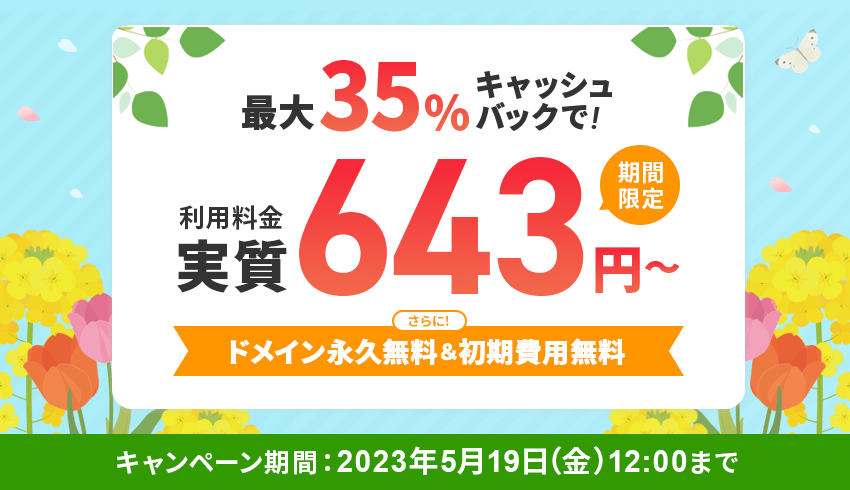 最大35%キャッシュ
バックで!
期間
限定
利用料金
実質643円～
さらに!
ドメイン永久無料&初期費用無料
キャンペーン期間：2023年5月19日(金)12:00まで